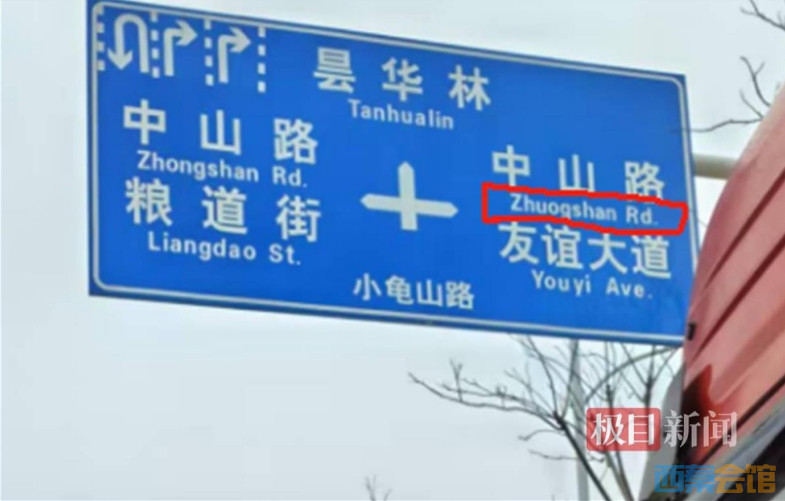 昙华林
Tanhualin
中山路
Zhongshan Rd.
粮道街
Liangdao St.
中山路
Zhuogshan Rd.
友谊大道
Youyi Ave.
小龟山路
极目新闻
西蒙会馆